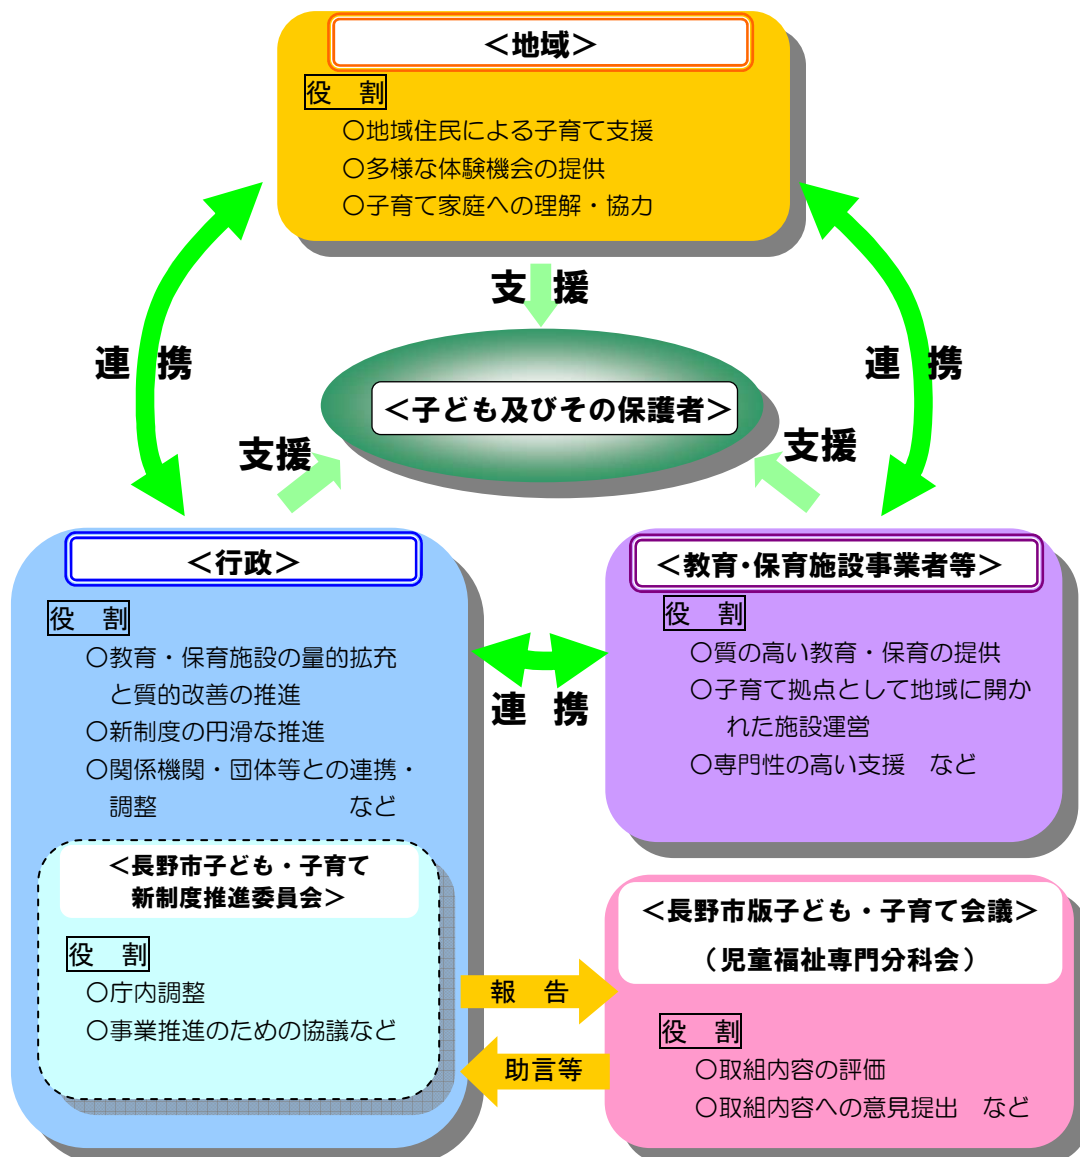 ＜地域＞
役　割
○地域住民による子育て支援
○多様な体験機会の提供
○子育て家庭への理解・協力
支　援
連　携
連　携
＜子ども及びその保護者＞
支援
支援
＜行政＞
役　割
○教育・保育施設の量的拡充
と質的改善の推進
○新制度の円滑な推進
○関係機関・団体等との連携・
調整　　　　　　　　など
連　携
＜教育・保育施設事業者等＞
役　割
○質の高い教育・保育の提供
○子育て拠点として地域に開か
れた施設運営
○専門性の高い支援　など
＜長野市子ども・子育て
新制度推進委員会＞
役　割
○庁内調整
○事業推進のための協議など
報　告
助言等
＜長野市版子ども・子育て会議＞
（児童福祉専門分科会）
役　割
○取組内容の評価
○取組内容への意見提出　など